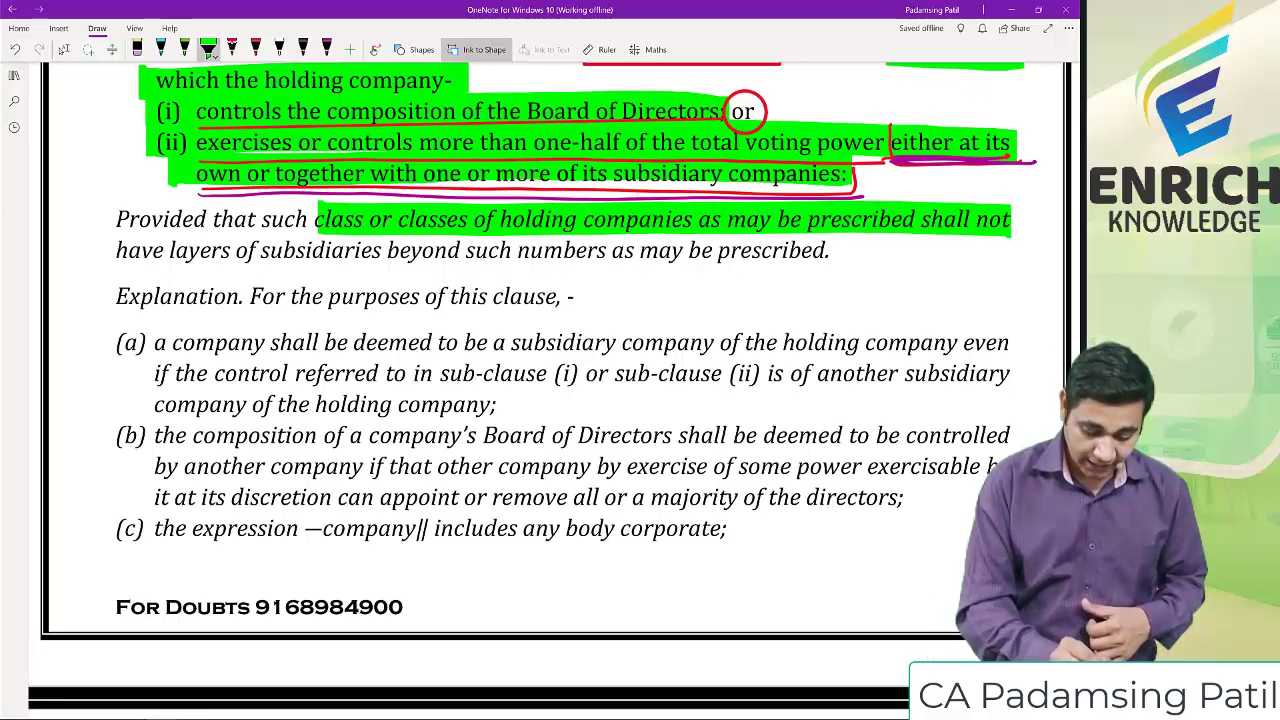 OneNote for Windows 10 (Working offline)
Padamsing Patil
Home Insert Draw View Help
Saved offline
Share
Shapes
Ink to Shape
Ink to Text
Ruler
Maths
which the holding company-
(i) controls the composition of the Board of Directors; or
(ii) exercises or controls more than one-half of the total voting power either at its
own or together with one or more of its subsidiary companies:
Provided that such class or classes of holding companies as may be prescribed shall not
have layers of subsidiaries beyond such numbers as may be prescribed.
Explanation. For the purposes of this clause, -
(a) a company shall be deemed to be a subsidiary company of the holding company even
if the control referred to in sub-clause (i) or sub-clause (ii) is of another subsidiary
company of the holding company;
(b) the composition of a company's Board of Directors shall be deemed to be controlled
by another company if that other company by exercise of some power exercisable
it at its discretion can appoint or remove all or a majority of the directors;
(c) the expression ―company‖ includes any body corporate;
FOR DOUBTS 9168984900
ENRICH
KNOWLEDGE
CA Padamsing Patil